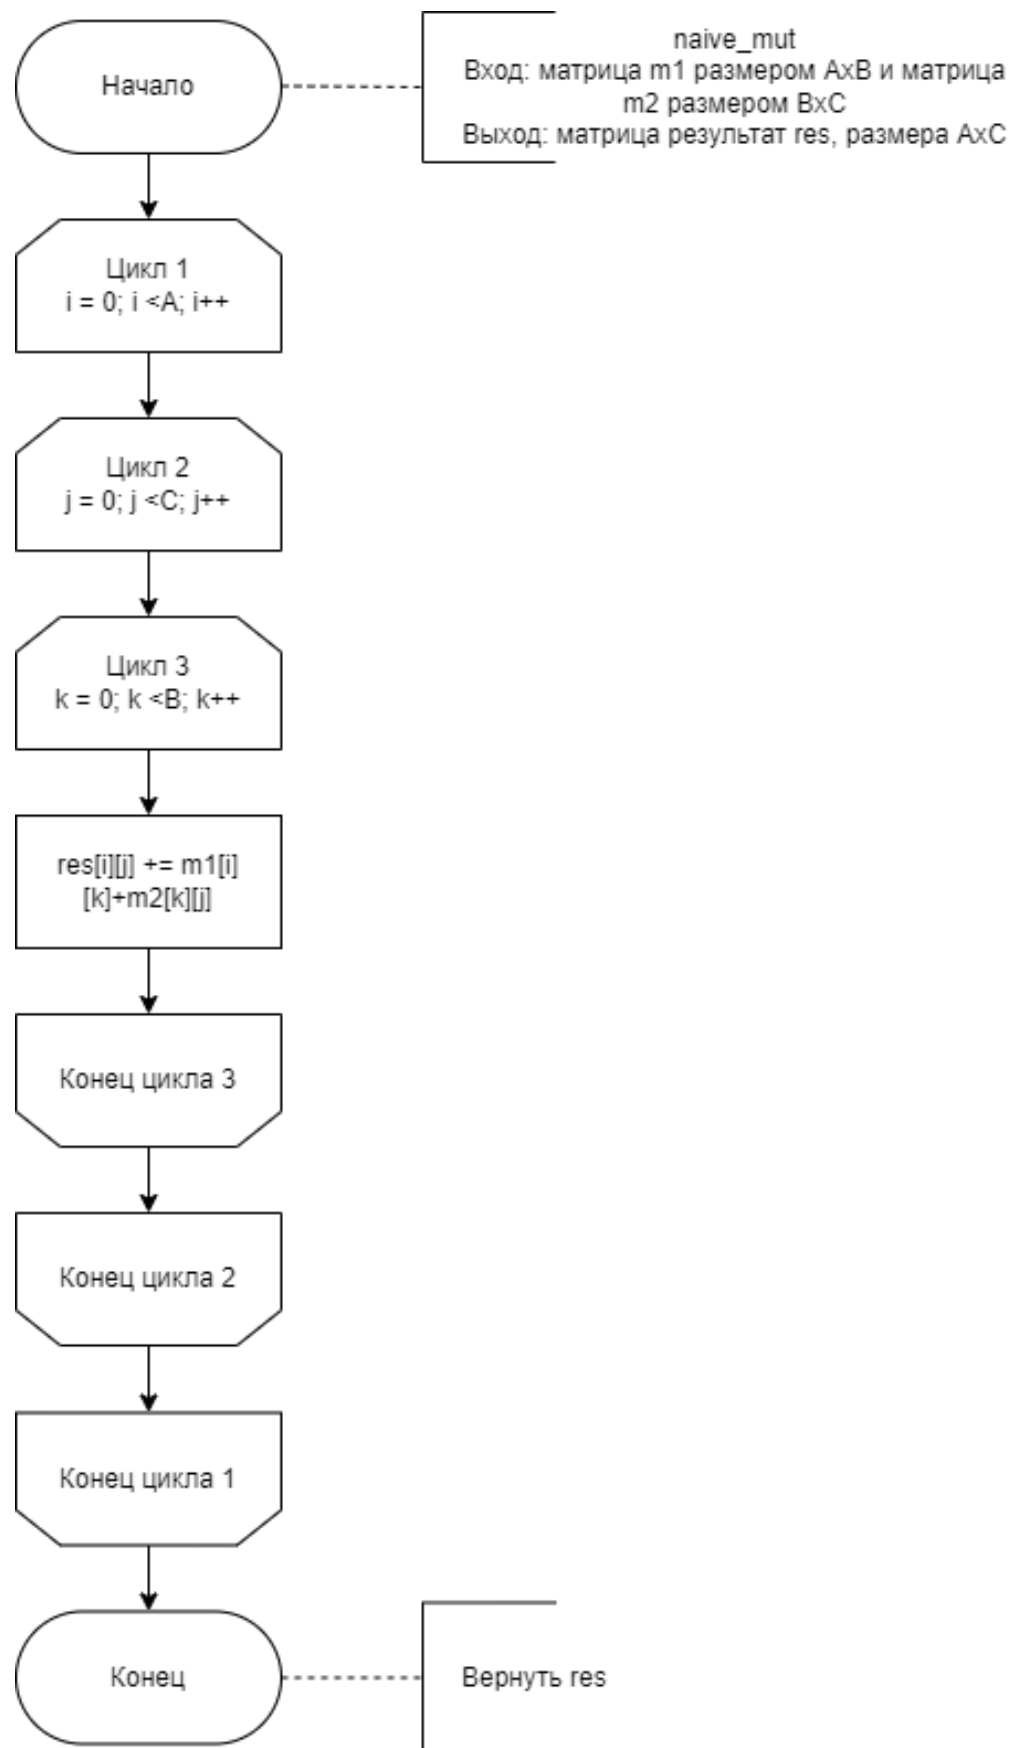 Начало
naive_mut
Вход: матрица m1 размером AxB и матрица
m2 размером BxC
Выход: матрица результат res, размера AxC
Цикл 1
i = 0; i <A; i++
Цикл 2
j = 0; j <C; j++
Цикл 3
k = 0; k <B; k++
res[i][j] += m1[i]
[k]+m2[k][j]
Конец цикла 3
Конец цикла 2
Конец цикла 1
Конец
Вернуть res